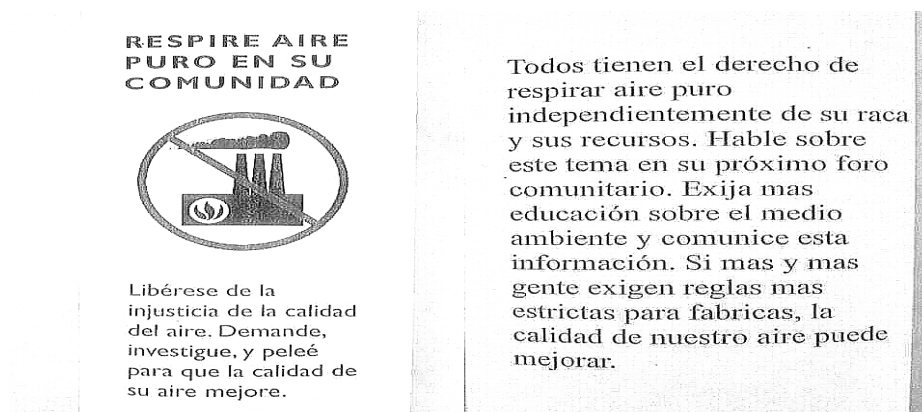 RESPIRE AIRE
PURO EN SU
COMUNIDAD
Libérese de la
injusticia de la calidad
del aire. Demande,
investigue, y peleé
para que la calidad de
su aire mejore.
Todos tienen el derecho de
respirar aire puro
independientemente de su raca
y sus recursos. Hable sobre
este tema en su próximo foro
comunitario. Exija mas
educación sobre el medio
ambiente y comunice esta
información. Si mas y mas
gente exigen reglas mas
estrictas para fabricas, la
calidad de nuestro aire puede
mejorar.